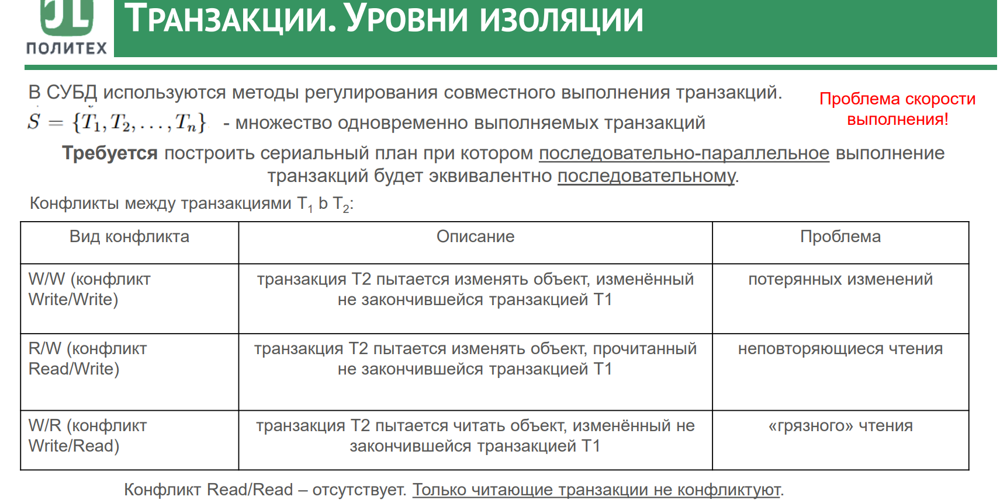 ТРАНЗАКЦИИ. УРОВНИ ИЗОЛЯЦИИ
ПОЛИТЕХ
В СУБД используются методы регулирования совместного выполнения транзакций.
Проблема скорости
выполнения!
S = {T1, T2, ..., Tn} - множество одновременно выполняемых транзакций
Требуется построить сериальный план при котором последовательно-параллельное выполнение
транзакций будет эквивалентно последовательному.
Конфликты между транзакциями T1 b T2:
Вид конфликта
Описание
Проблема
W/W (конфликт
Write/Write)
транзакция T2 пытается изменять объект, изменённый
не закончившейся транзакцией T1
потерянных изменений
R/W (конфликт
Read/Write)
транзакция T2 пытается изменять объект, прочитанный
не закончившейся транзакцией T1
неповторяющиеся чтения
W/R (конфликт
Write/Read)
транзакция T2 пытается читать объект, изменённый не
закончившейся транзакцией T1
«грязного» чтения
Конфликт Read/Read – отсутствует. Только читающие транзакции не конфликтуют.